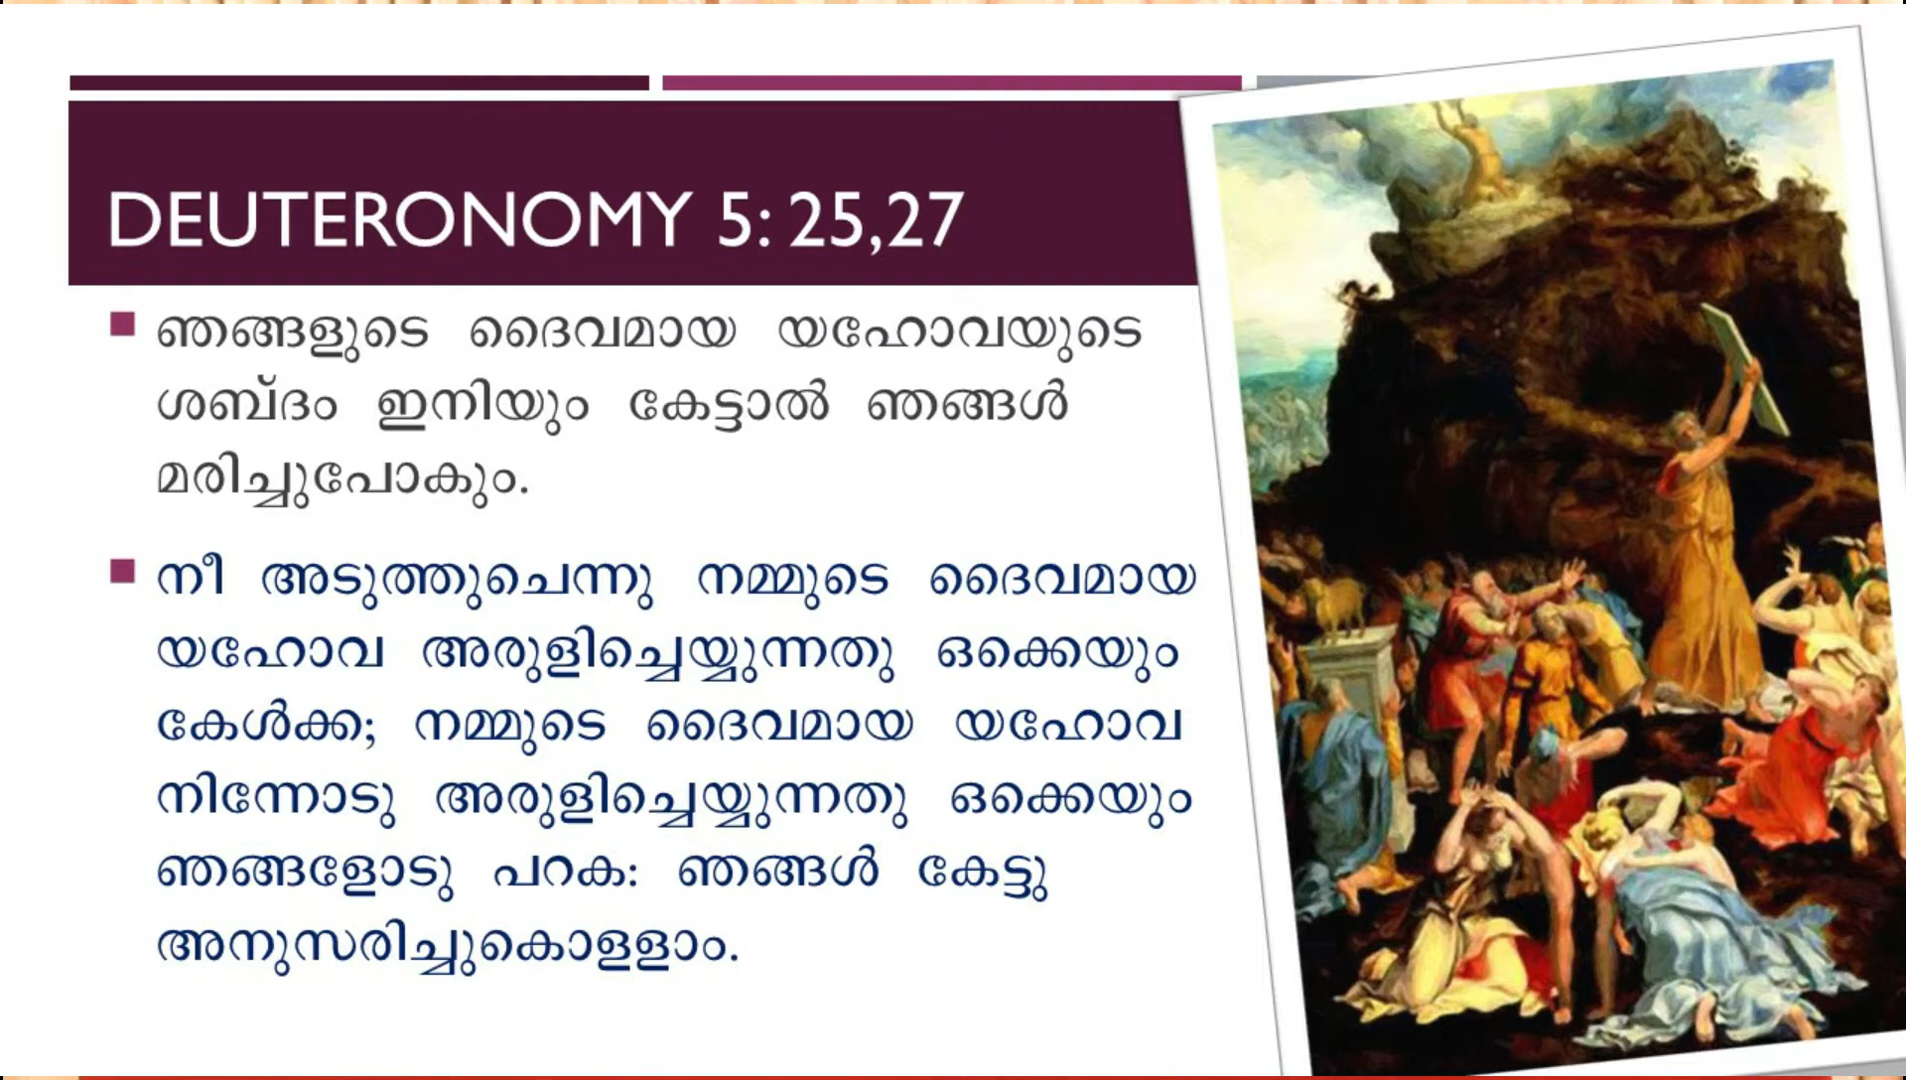 DEUTERONOMY 5: 25,27
ഞങ്ങളുടെ ദൈവമായ യഹോവയുടെ
ശബ്ദം ഇനിയും കേട്ടാൽ ഞങ്ങൾ
മരിച്ചുപോകും.
നീ അടുത്തുചെന്നു നമ്മുടെ ദൈവമായ
യഹോവ അരുളിച്ചെയ്യുന്നതു ഒക്കെയും
കേൾക്ക; നമ്മുടെ ദൈവമായ യഹോവ
നിന്നോടു അരുളിച്ചെയ്യുന്നതു ഒക്കെയും
ഞങ്ങളോടു പറക: ഞങ്ങൾ കേട്ടു
അനുസരിച്ചുകൊളളാം.